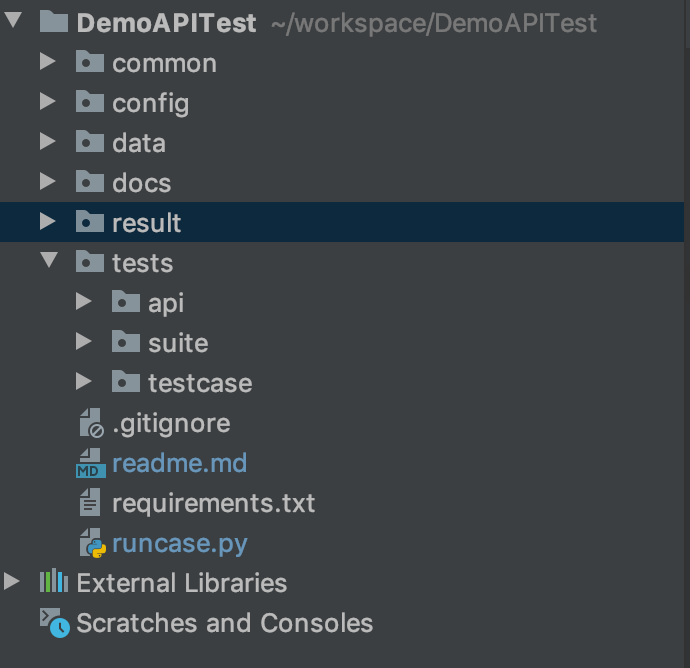 DemoAPITest ~/workspace/DemoAPITest
common
config
data
docs
result
tests
api
suite
testcase
.gitignore
MD readme.md
requirements.txt
runcase.py
External Libraries
Scratches and Consoles